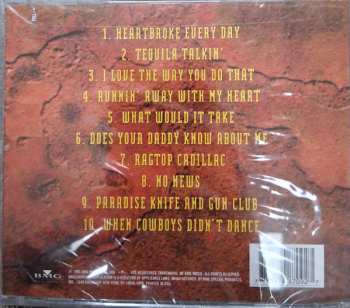 1. HEARTBROKE EVERY DAY
2. TEQUILA TALKIN'
3. I LOVE THE WAY YOU DO THAT
4. RUNNIN' AWAY WITH MY HEART
5. WHAT WOULD IT TAKE
6. DOES YOUR DADDY KNOW ABOUT ME
7. RAGTOP CADILLAC
8. NO NEWS
9. PARADISE KNIFE AND GUN CLUB
10. WHEN COWBOYS DIDN'T DANCE
BMG